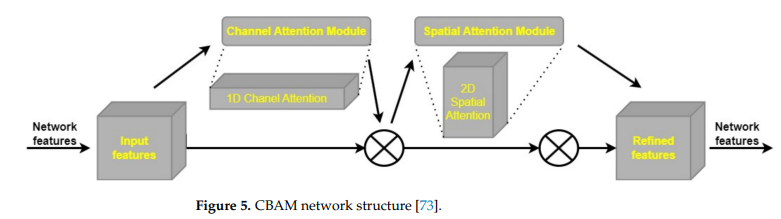 Channel Attention Module
Spatial Attention Module
1D Chanel Attention
2D
Spatial
Attention
Network
features
Input
features
Refined
features
Network
features
Figure 5. CBAM network structure [73].